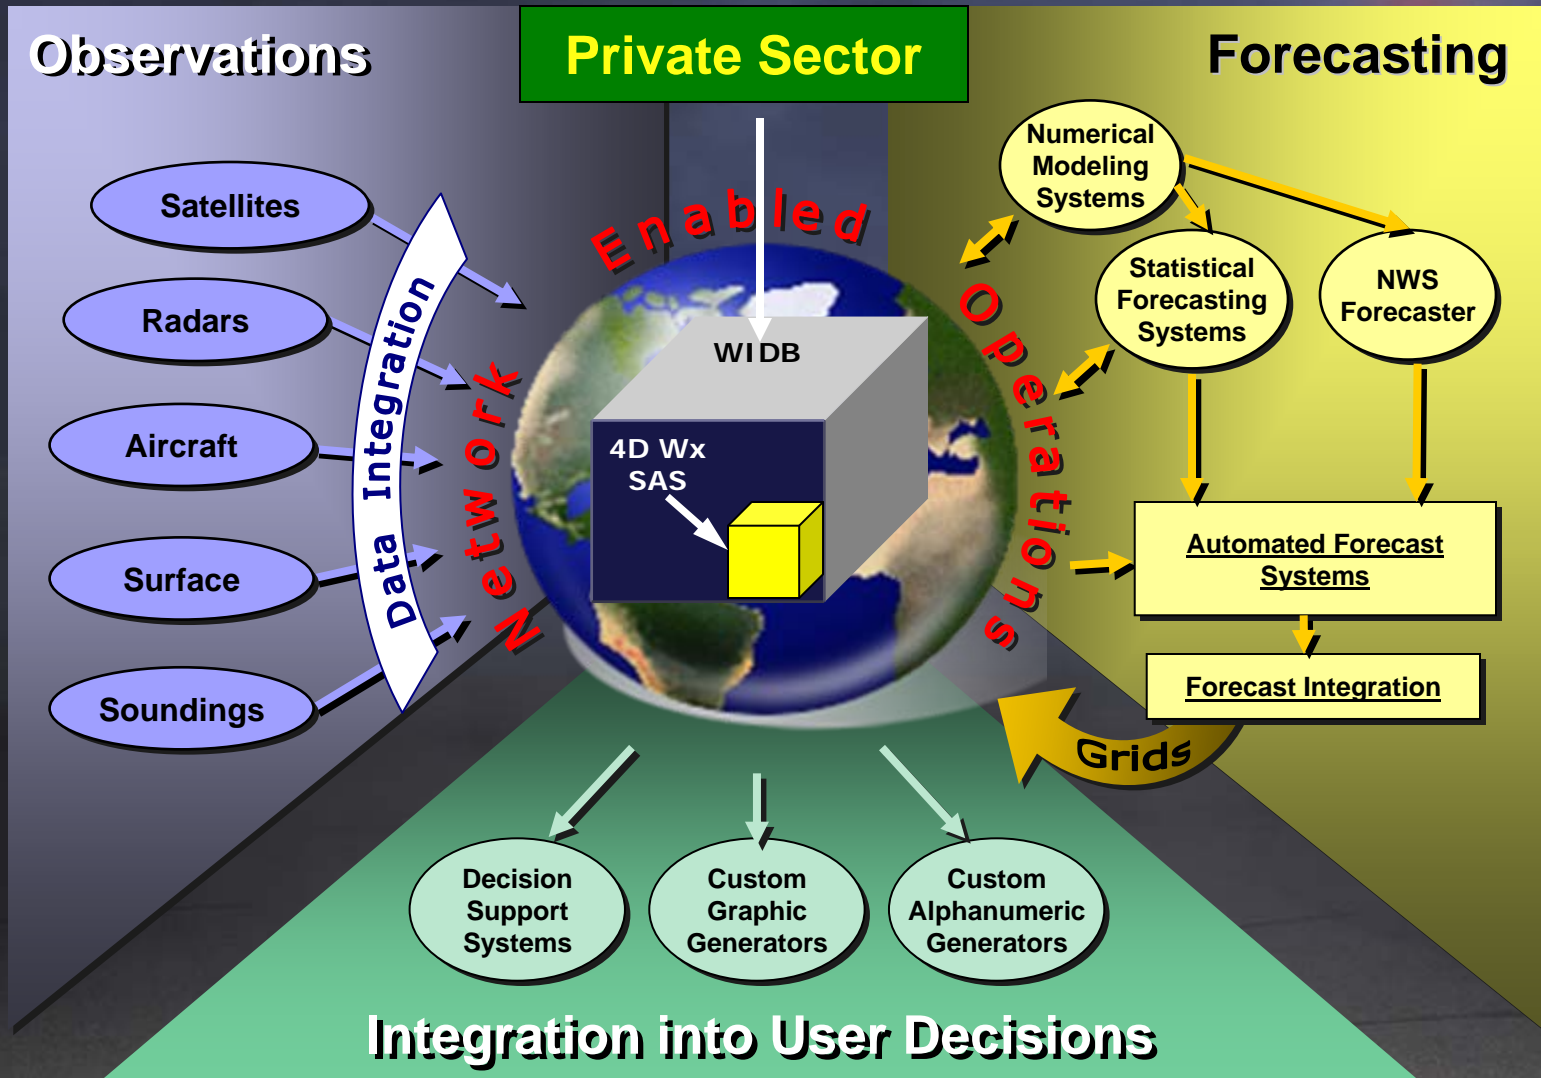 Observations
Private Sector
Forecasting
Satellites
Radars
Aircraft
Surface
Soundings
Data Integration
Network
Enabled
Operations
WIDB
4D Wx
SAS
Numerical
Modeling
Systems
Statistical
Forecasting
Systems
NWS
Forecaster
Automated Forecast
Systems
Forecast Integration
Grids
Decision
Support
Systems
Custom
Graphic
Generators
Custom
Alphanumeric
Generators
Integration into User Decisions